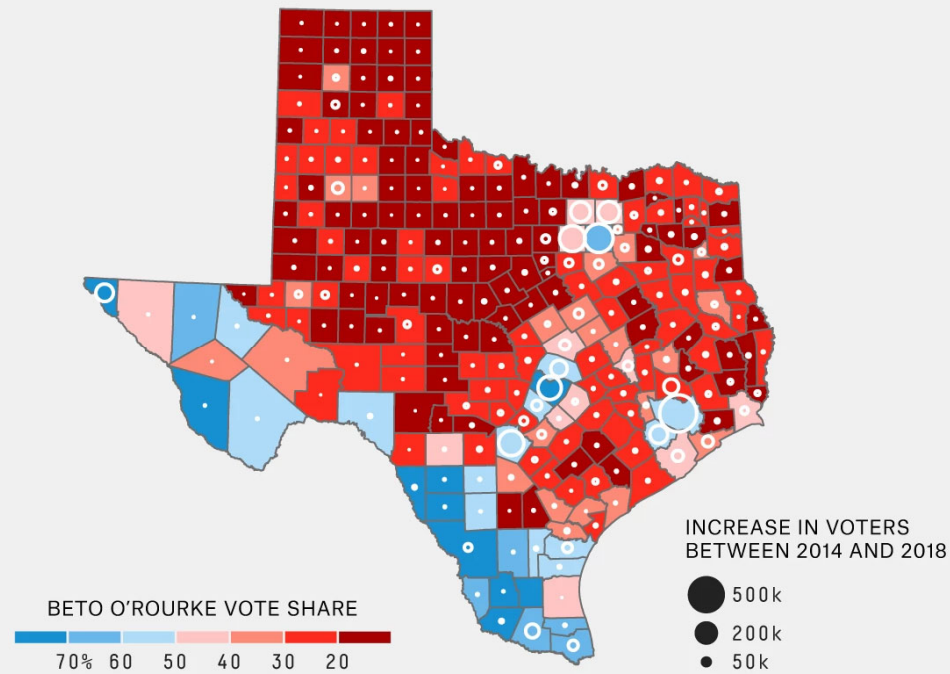 INCREASE IN VOTERS
BETWEEN 2014 AND 2018
500k
200k
50k
BETO O'ROURKE VOTE SHARE
70% 60 50 40 30 20